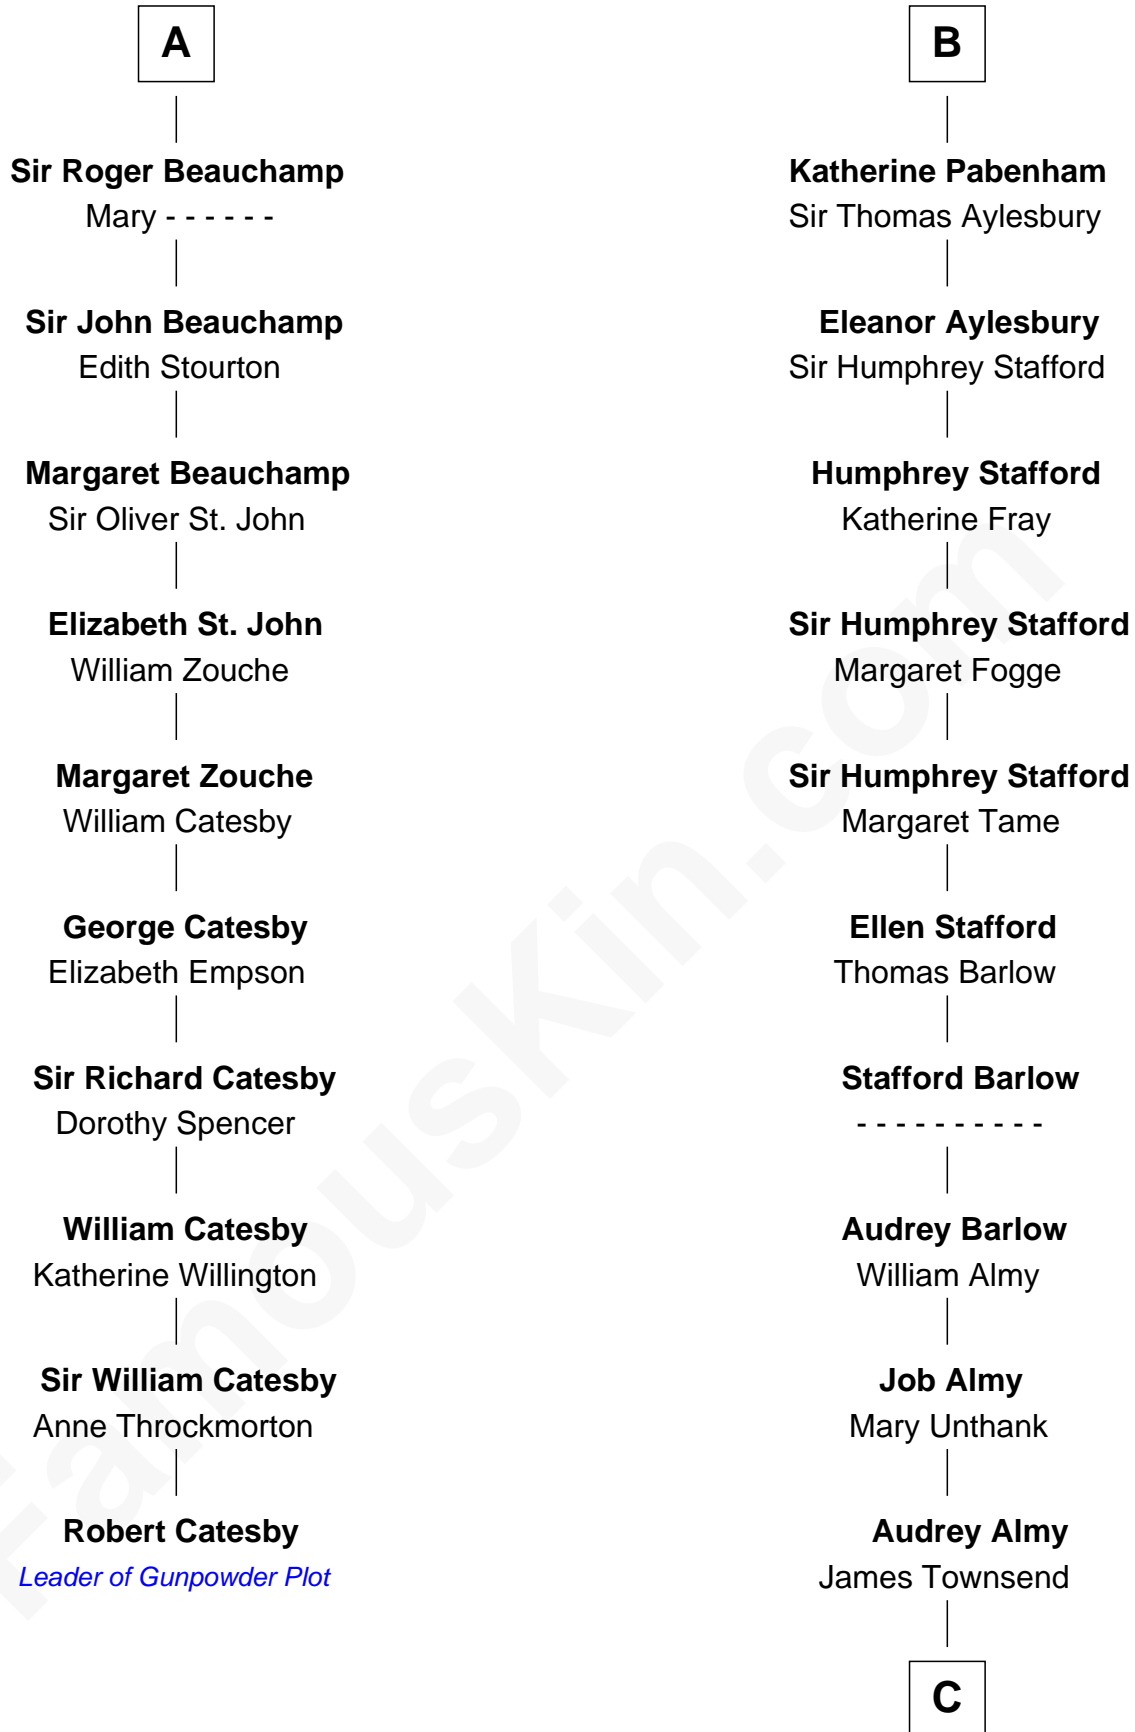 A
Sir Roger Beauchamp
Mary - - - - - -
Sir John Beauchamp
Edith Stourton
Margaret Beauchamp
Sir Oliver St. John
Elizabeth St. John
William Zouche
Margaret Zouche
William Catesby
George Catesby
Elizabeth Empson
Sir Richard Catesby
Dorothy Spencer
William Catesby
Katherine Willington
Sir William Catesby
Anne Throckmorton
Robert Catesby
Leader of Gunpowder Plot
B
Katherine Pabenham
Sir Thomas Aylesbury
Eleanor Aylesbury
Sir Humphrey Stafford
Humphrey Stafford
Katherine Fray
Sir Humphrey Stafford
Margaret Fogge
Sir Humphrey Stafford
Margaret Tame
Ellen Stafford
Thomas Barlow
Stafford Barlow
- - - - - - - - - -
Audrey Barlow
William Almy
Job Almy
Mary Unthank
Audrey Almy
James Townsend
C
FamousKin.com